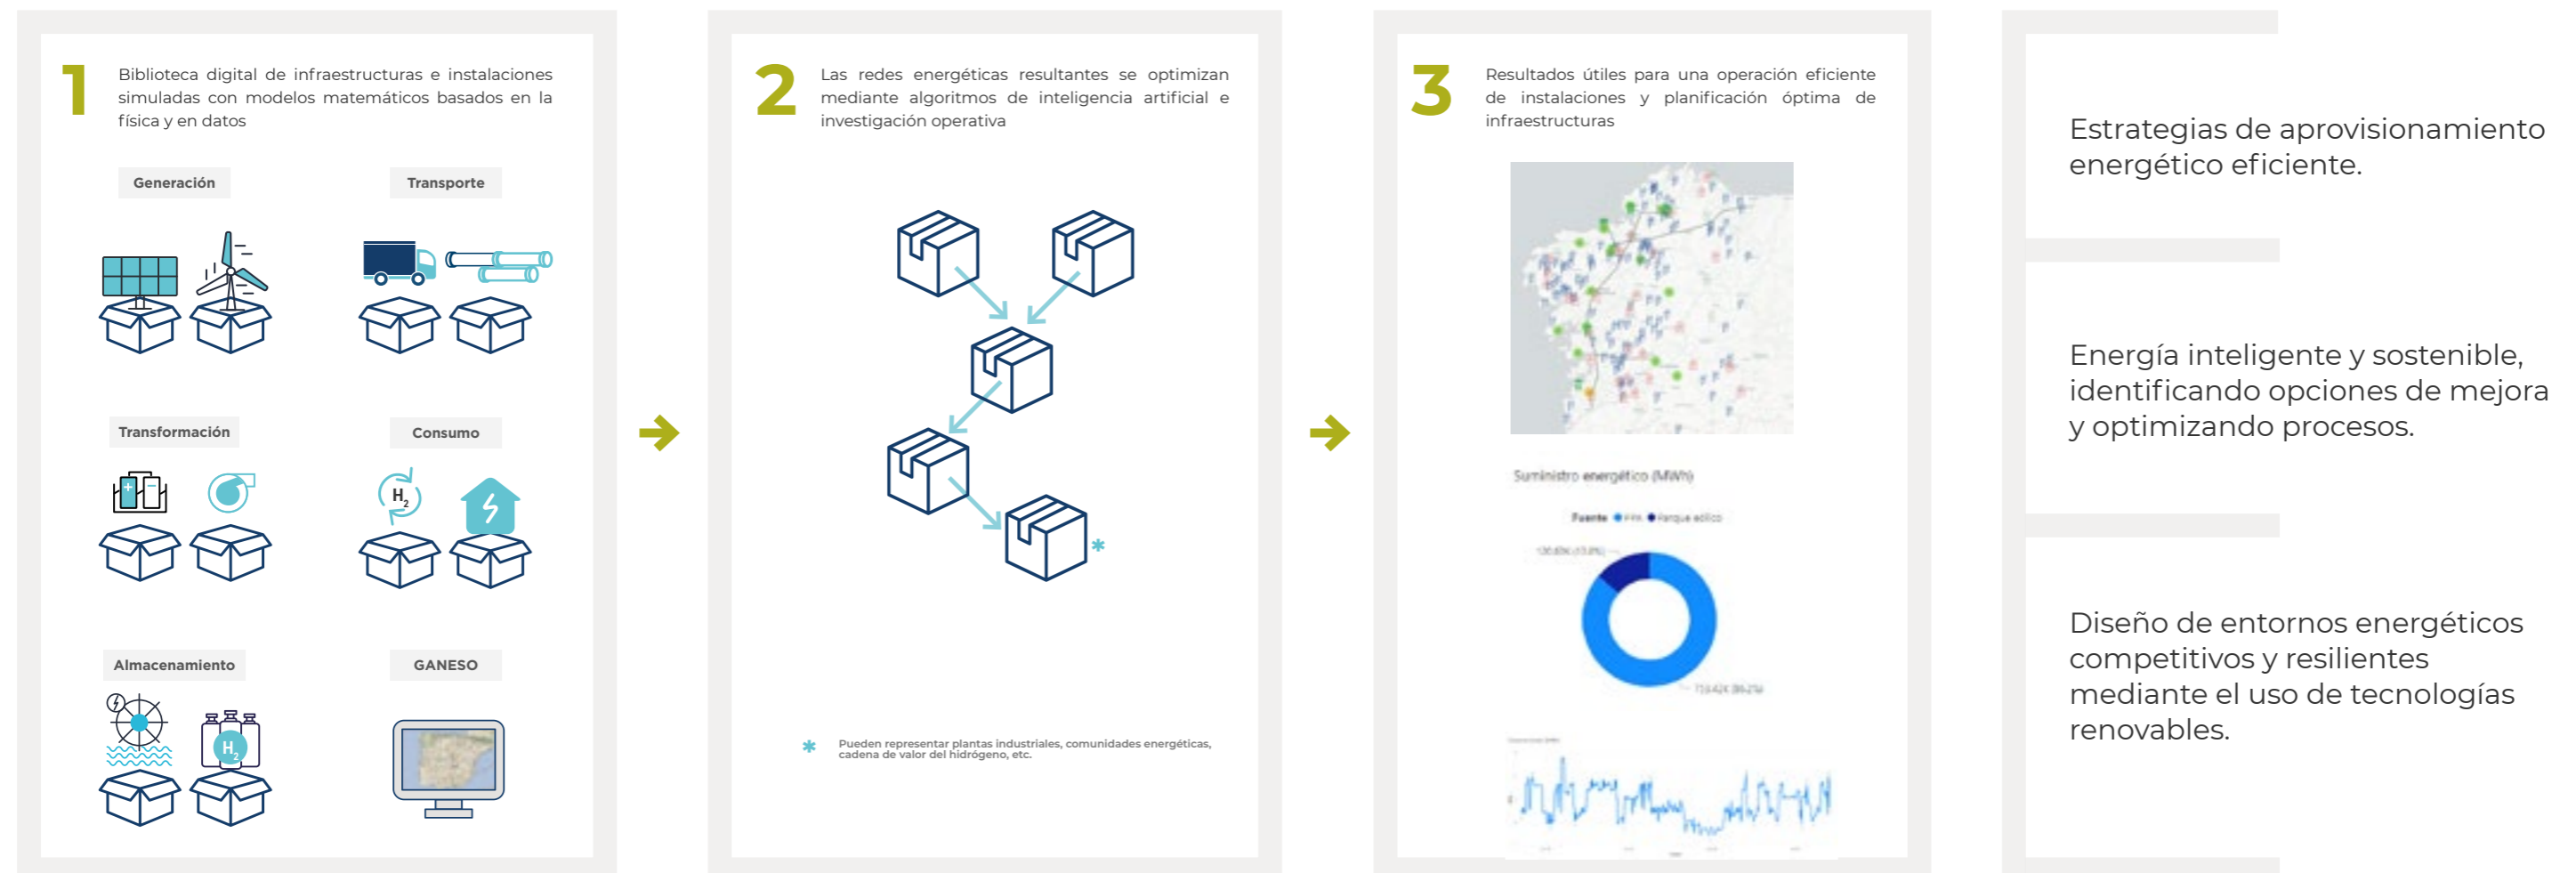 1
Biblioteca digital de infraestructuras e instalaciones
simuladas con modelos matemáticos basados en la
física y en datos
Generación
Transporte
Transformación
Consumo
H2
Almacenamiento
GANESO
H2
2
Las redes energéticas resultantes se optimizan
mediante algoritmos de inteligencia artificial e
investigación operativa
*
* Pueden representar plantas industriales, comunidades energéticas,
cadena de valor del hidrógeno, etc.
3
Resultados útiles para una operación eficiente
de instalaciones y planificación óptima de
infraestructuras
Suministro energético (MWh)
Fuente PPA Parque eólico
Estrategias de aprovisionamiento
energético eficiente.
Energía inteligente y sostenible,
identificando opciones de mejora
y optimizando procesos.
Diseño de entornos energéticos
competitivos y resilientes
mediante el uso de tecnologías
renovables.